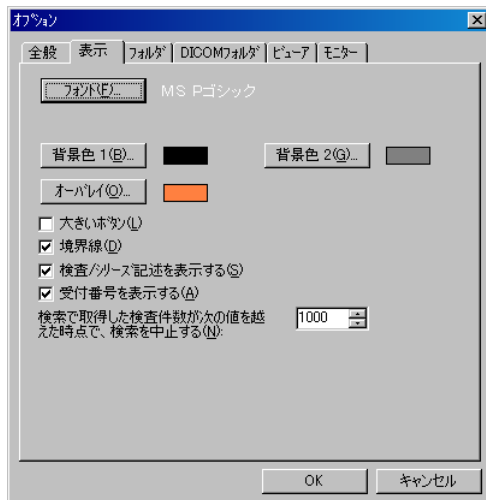 オプション
全般 表示 フォルダ DICOMフォルダ ビューア モニター
フォント(F)... MS Pゴシック
背景色 1(B)... 背景色 2(G)...
オーバレイ(O)...
大きいボタン(L)
境界線(D)
検査/シリーズ記述を表示する(S)
受付番号を表示する(A)
検索で取得した検査件数が次の値を越 1000
えた時点で、検索を中止する(N):
OK キャンセル